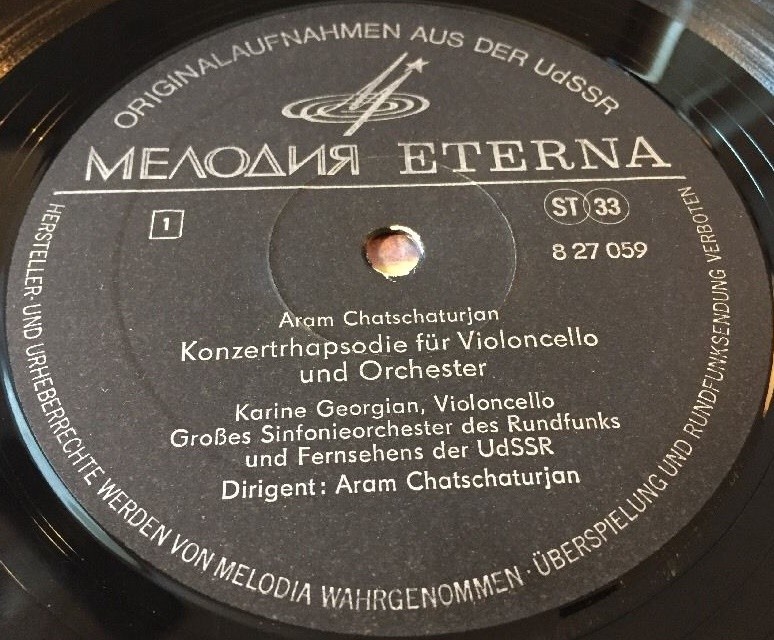 ORIGINALAUFNAHMEN AUS DER UdSSR
МЕЛОДИЯ ETERNA
1
ST 33
8 27 059
Aram Chatschaturjan
Konzertrhapsodie für Violoncello
und Orchester
Karine Georgian, Violoncello
Großes Sinfonieorchester des Rundfunks
und Fernsehens der UdSSR
Dirigent: Aram Chatschaturjan
HERSTELLER- UND URHEBERRECHTE WERDEN VON MELODIA WAHRGENOMMEN · ÜBERSPIELUNG UND RUNDFUNKSENDUNG VERBOTEN